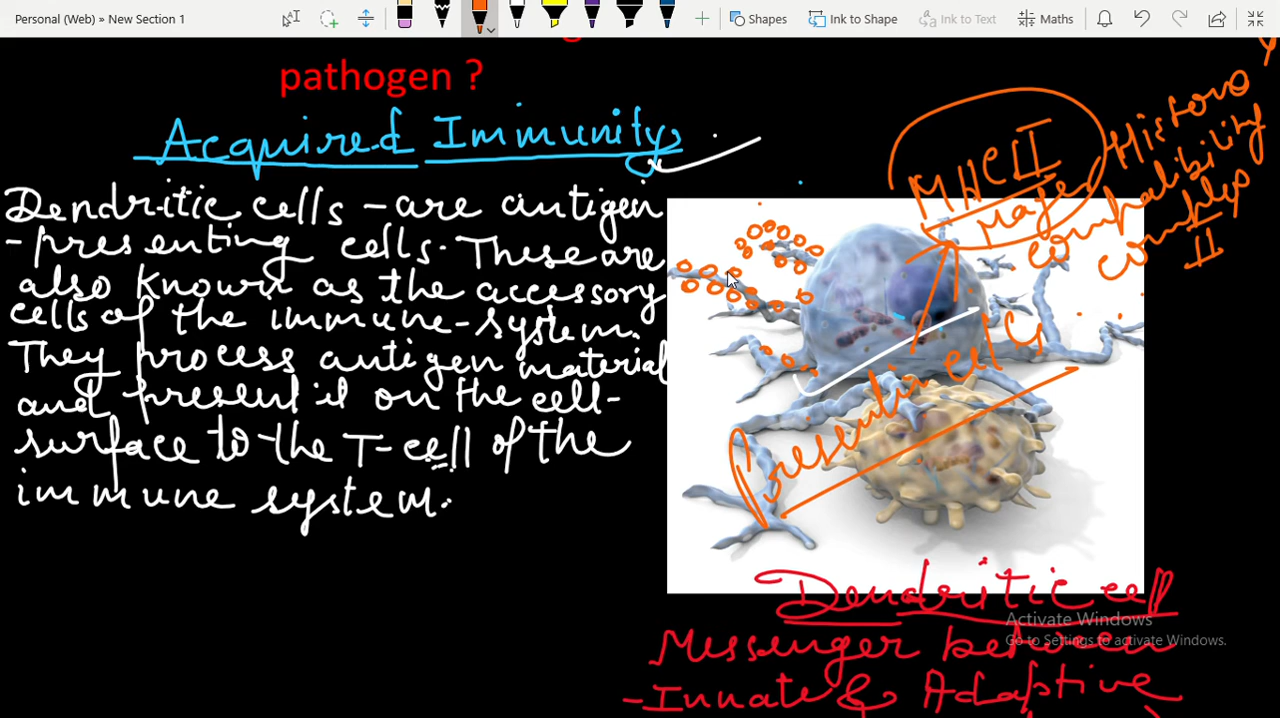 Personal (Web) » New Section 1
Shapes
Ink to Shape
Ink to Text
Maths
pathogen ?
Acquired Immunity
Dendritic cells - are antigen
- presenting cells. These are
also known as the accessory
cells of the immune-system.
They process antigen material
and present it on the cell-
surface to the T-cell of the
immune system.
MHC II
Major Histo
compatibility
complex
II
Presenting cells
Dendritic cell
Messenger between
- Innate & Adaptive
Activate Windows
Go to Settings to activate Windows.